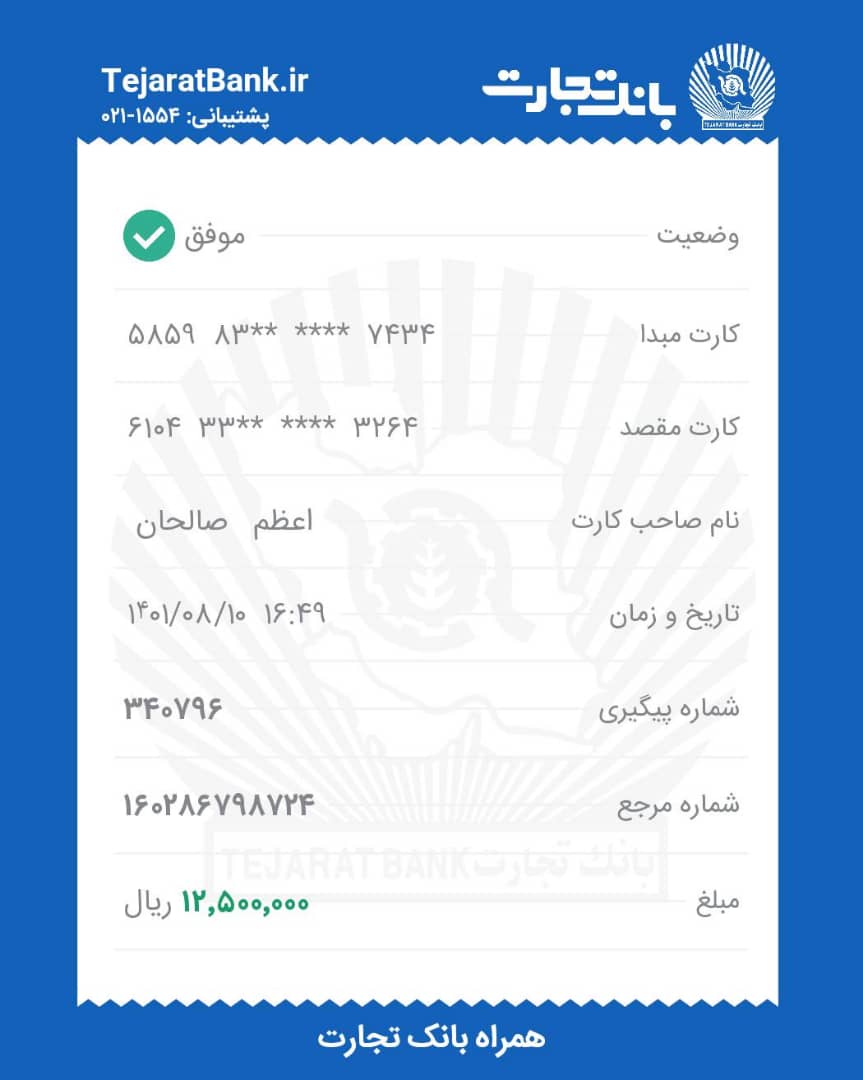 بانک تجارت
TEJARAT BANK بانک تجارت
TejaratBank.ir
پشتیبانی: ۱۵۵۴-۰۲۱
وضعیت موفق
کارت مبدا ۵۸۵۹ ۸۳** **** ۷۴۳۴
کارت مقصد ۶۱۰۴ ۳۳** **** ۳۲۶۴
نام صاحب کارت اعظم صالحان
تاریخ و زمان ۱۴۰۱/۰۸/۱۰ ۱۶:۴۹
شماره پیگیری ۳۴۰۷۹۶
شماره مرجع ۱۶۰۲۸۶۷۹۸۷۲۴
TEJARAT BANK بانك تجارت
مبلغ ۱۲,۵۰۰,۰۰۰ ریال
همراه بانک تجارت